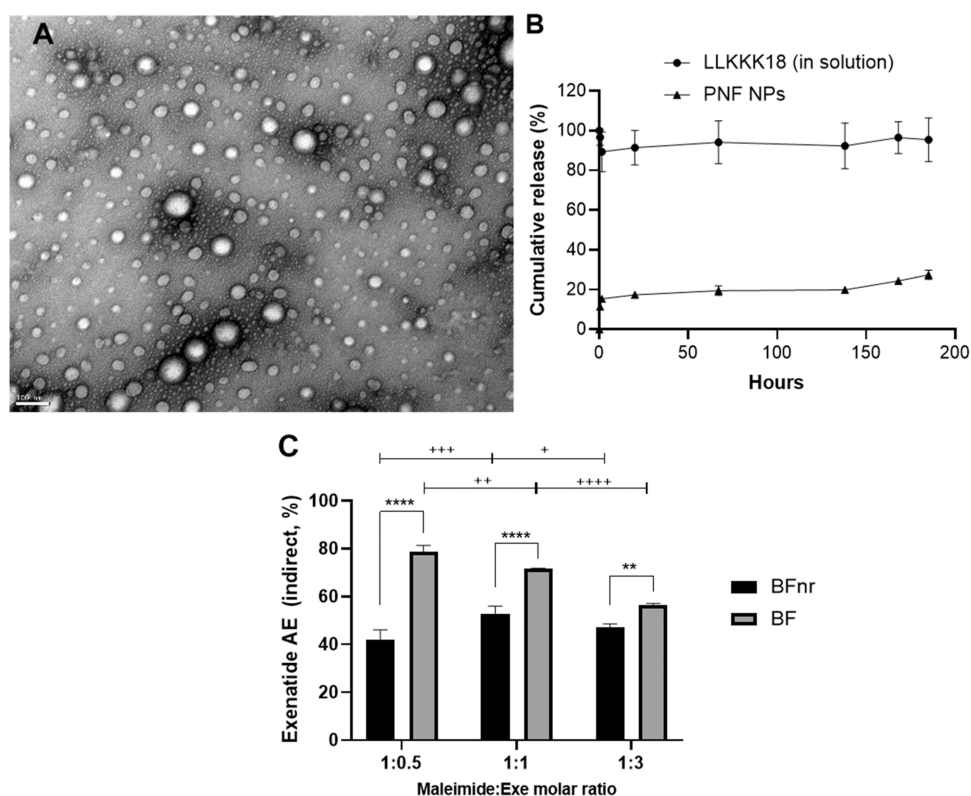 A
100 nm
B
LLKKK18 (in solution)
PNF NPs
Cumulative release (%)
120
100
80
60
40
20
0
0 50 100 150 200
Hours
C
+++ +
++ ++++
**** **** **
Exenatide AE (indirect, %)
100
80
60
40
20
0
BFnr
BF
1:0.5 1:1 1:3
Maleimide:Exe molar ratio